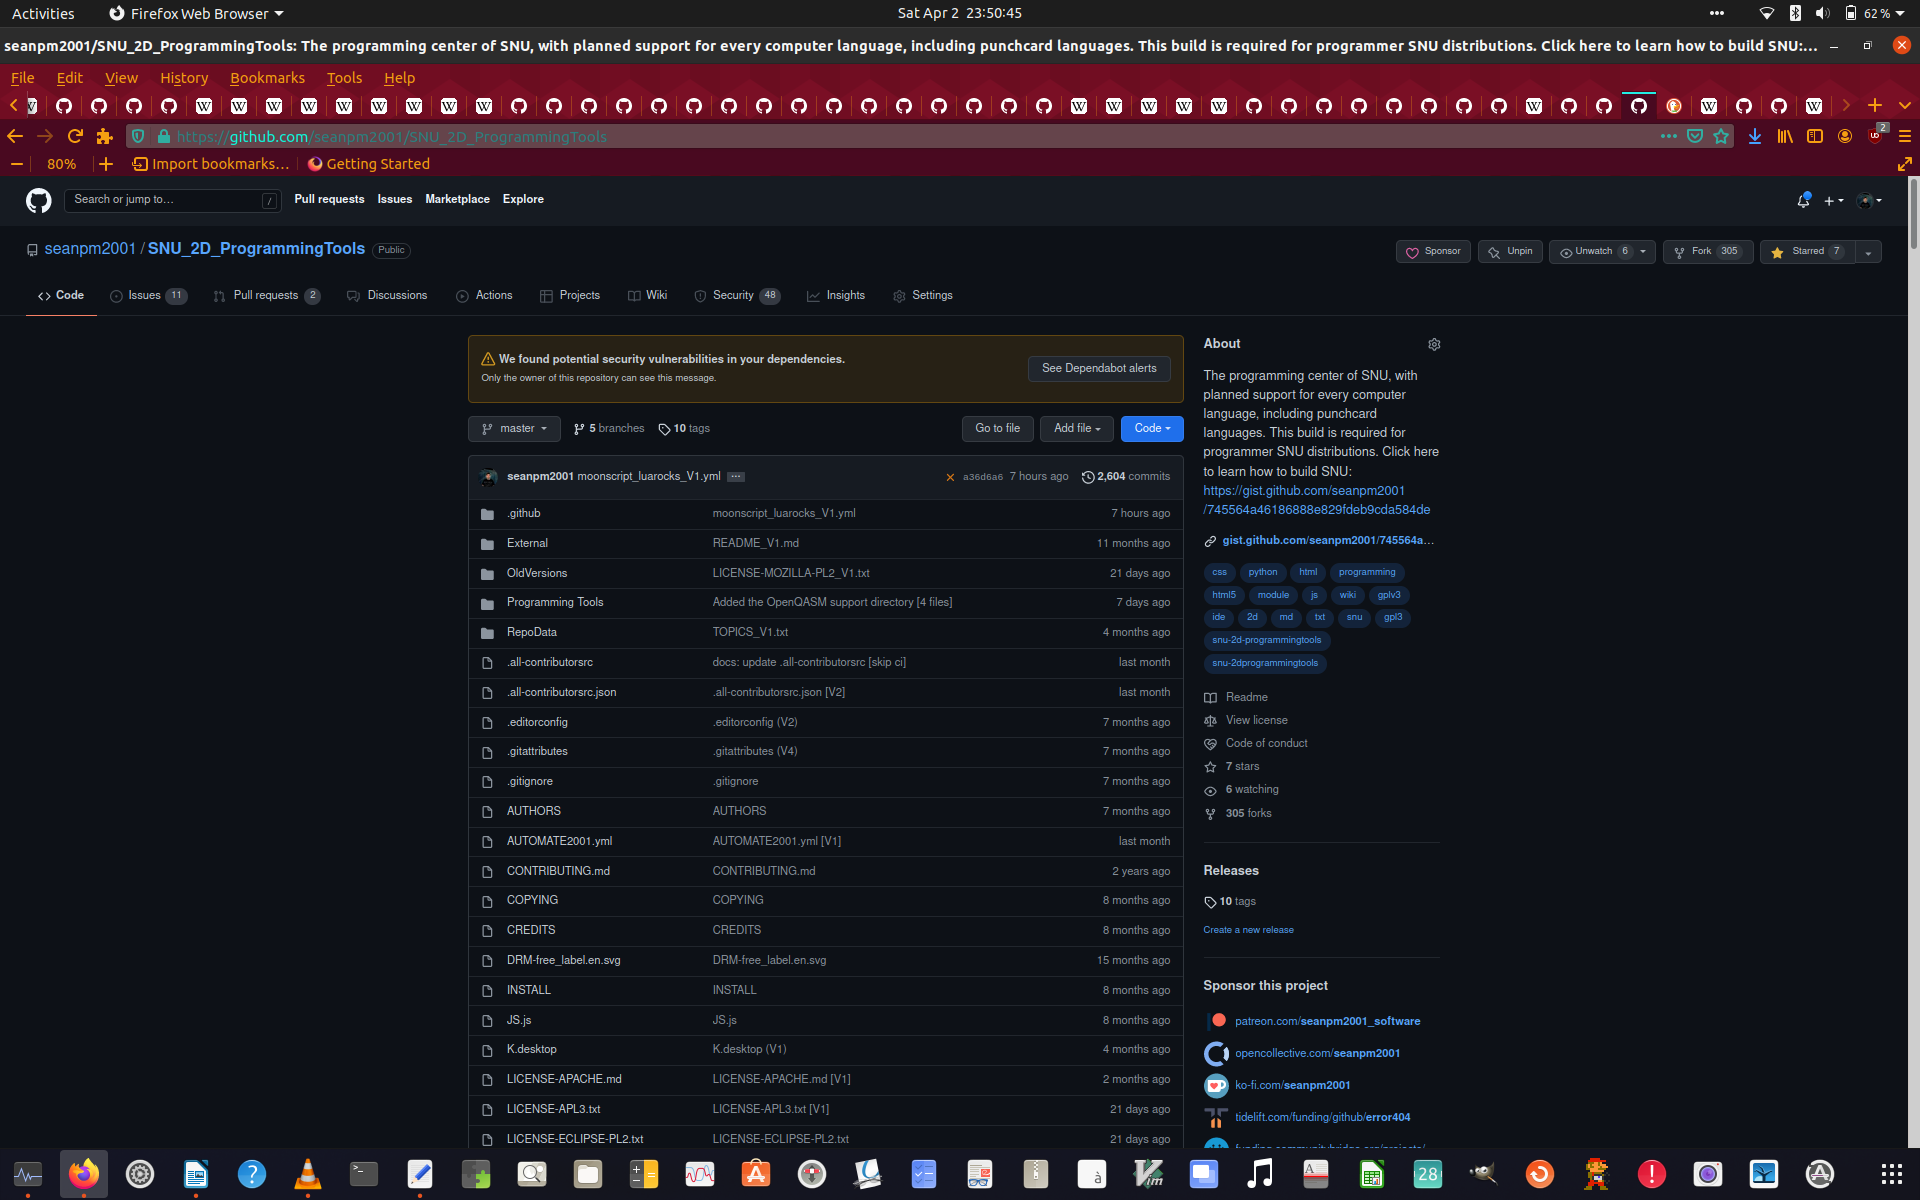 Activities
Firefox Web Browser
Sat Apr 2 23:50:45
62 %
seanpm2001/SNU_2D_ProgrammingTools: The programming center of SNU, with planned support for every computer language, including punchcard languages. This build is required for programmer SNU distributions. Click here to learn how to build SNU:...
File Edit View History Bookmarks Tools Help
https://github.com/seanpm2001/SNU_2D_ProgrammingTools
2
80%
Import bookmarks...
Getting Started
Search or jump to... /
Pull requests Issues Marketplace Explore
seanpm2001 / SNU_2D_ProgrammingTools Public
Sponsor
Unpin
Unwatch 6
Fork 305
Starred 7
Code
Issues 11
Pull requests 2
Discussions
Actions
Projects
Wiki
Security 48
Insights
Settings
We found potential security vulnerabilities in your dependencies.
Only the owner of this repository can see this message.
See Dependabot alerts
master
5 branches
10 tags
Go to file
Add file
Code
seanpm2001 moonscript_luarocks_V1.yml ...
a36d6a6 7 hours ago
2,604 commits
.github moonscript_luarocks_V1.yml 7 hours ago
External README_V1.md 11 months ago
OldVersions LICENSE-MOZILLA-PL2_V1.txt 21 days ago
Programming Tools Added the OpenQASM support directory [4 files] 7 days ago
RepoData TOPICS_V1.txt 4 months ago
.all-contributorsrc docs: update .all-contributorsrc [skip ci] last month
.all-contributorsrc.json .all-contributorsrc.json [V2] last month
.editorconfig .editorconfig (V2) 7 months ago
.gitattributes .gitattributes (V4) 7 months ago
.gitignore .gitignore 7 months ago
AUTHORS AUTHORS 7 months ago
AUTOMATE2001.yml AUTOMATE2001.yml [V1] last month
CONTRIBUTING.md CONTRIBUTING.md 2 years ago
COPYING COPYING 8 months ago
CREDITS CREDITS 8 months ago
DRM-free_label.en.svg DRM-free_label.en.svg 15 months ago
INSTALL INSTALL 8 months ago
JS.js JS.js 8 months ago
K.desktop K.desktop (V1) 4 months ago
LICENSE-APACHE.md LICENSE-APACHE.md [V1] 2 months ago
LICENSE-APL3.txt LICENSE-APL3.txt [V1] 21 days ago
LICENSE-ECLIPSE-PL2.txt LICENSE-ECLIPSE-PL2.txt 21 days ago
About
The programming center of SNU, with
planned support for every computer
language, including punchcard
languages. This build is required for
programmer SNU distributions. Click here
to learn how to build SNU:
https://gist.github.com/seanpm2001
/745564a46186888e829fdeb9cda584de
gist.github.com/seanpm2001/745564a...
css python html programming
html5 module js wiki gplv3
ide 2d md txt snu gpl3
snu-2d-programmingtools
snu-2dprogrammingtools
Readme
View license
Code of conduct
7 stars
6 watching
305 forks
Releases
10 tags
Create a new release
Sponsor this project
patreon.com/seanpm2001_software
opencollective.com/seanpm2001
ko-fi.com/seanpm2001
tidelift.com/funding/github/error404
28